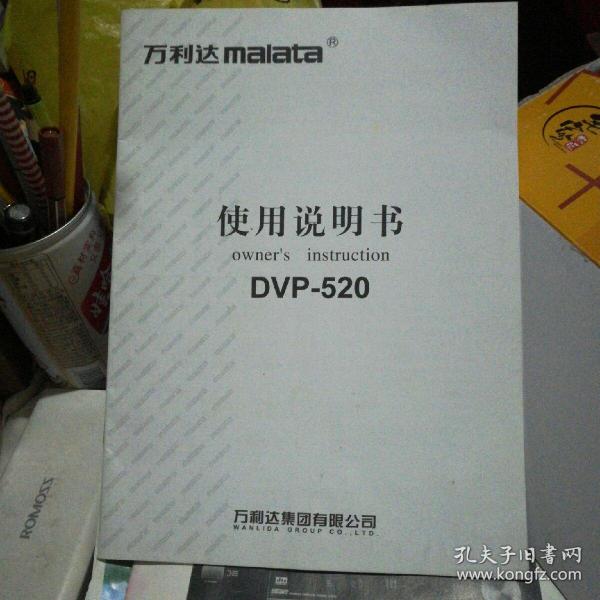 万利达malata®
使用说明书
owner's instruction
DVP-520
万利达集团有限公司
WANLIDA GROUP CO.,LTD.
ROMOSS
dts
孔夫子旧书网
www.kongfz.com